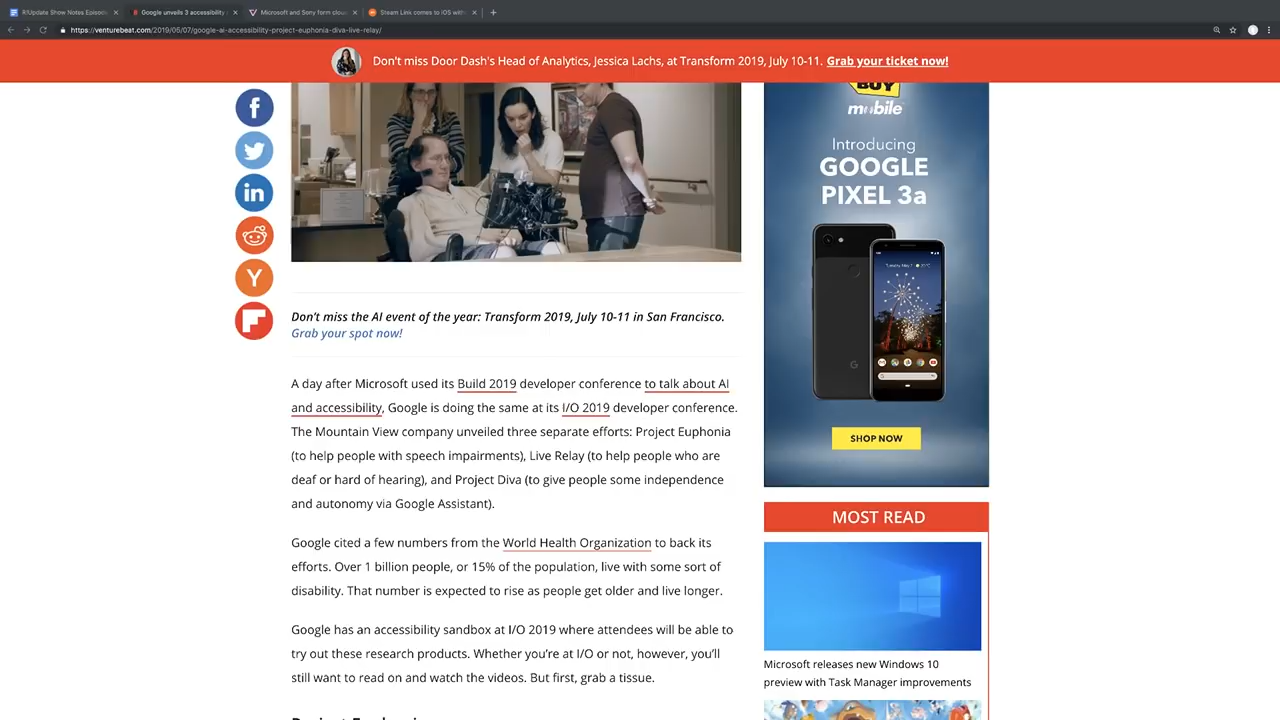 R/Update Show Notes Episode
Google unveils 3 accessibility
Microsoft and Sony form cloud
Steam Link comes to iOS with
https://venturebeat.com/2019/05/07/google-ai-accessibility-project-euphonia-diva-live-relay/
Don't miss Door Dash's Head of Analytics, Jessica Lachs, at Transform 2019, July 10-11. Grab your ticket now!
Don't miss the AI event of the year: Transform 2019, July 10-11 in San Francisco.
Grab your spot now!
A day after Microsoft used its Build 2019 developer conference to talk about AI
and accessibility, Google is doing the same at its I/O 2019 developer conference.
The Mountain View company unveiled three separate efforts: Project Euphonia
(to help people with speech impairments), Live Relay (to help people who are
deaf or hard of hearing), and Project Diva (to give people some independence
and autonomy via Google Assistant).
Google cited a few numbers from the World Health Organization to back its
efforts. Over 1 billion people, or 15% of the population, live with some sort of
disability. That number is expected to rise as people get older and live longer.
Google has an accessibility sandbox at I/O 2019 where attendees will be able to
try out these research products. Whether you're at I/O or not, however, you'll
still want to read on and watch the videos. But first, grab a tissue.
BUY
mobile
Introducing
GOOGLE
PIXEL 3a
SHOP NOW
MOST READ
Microsoft releases new Windows 10
preview with Task Manager improvements